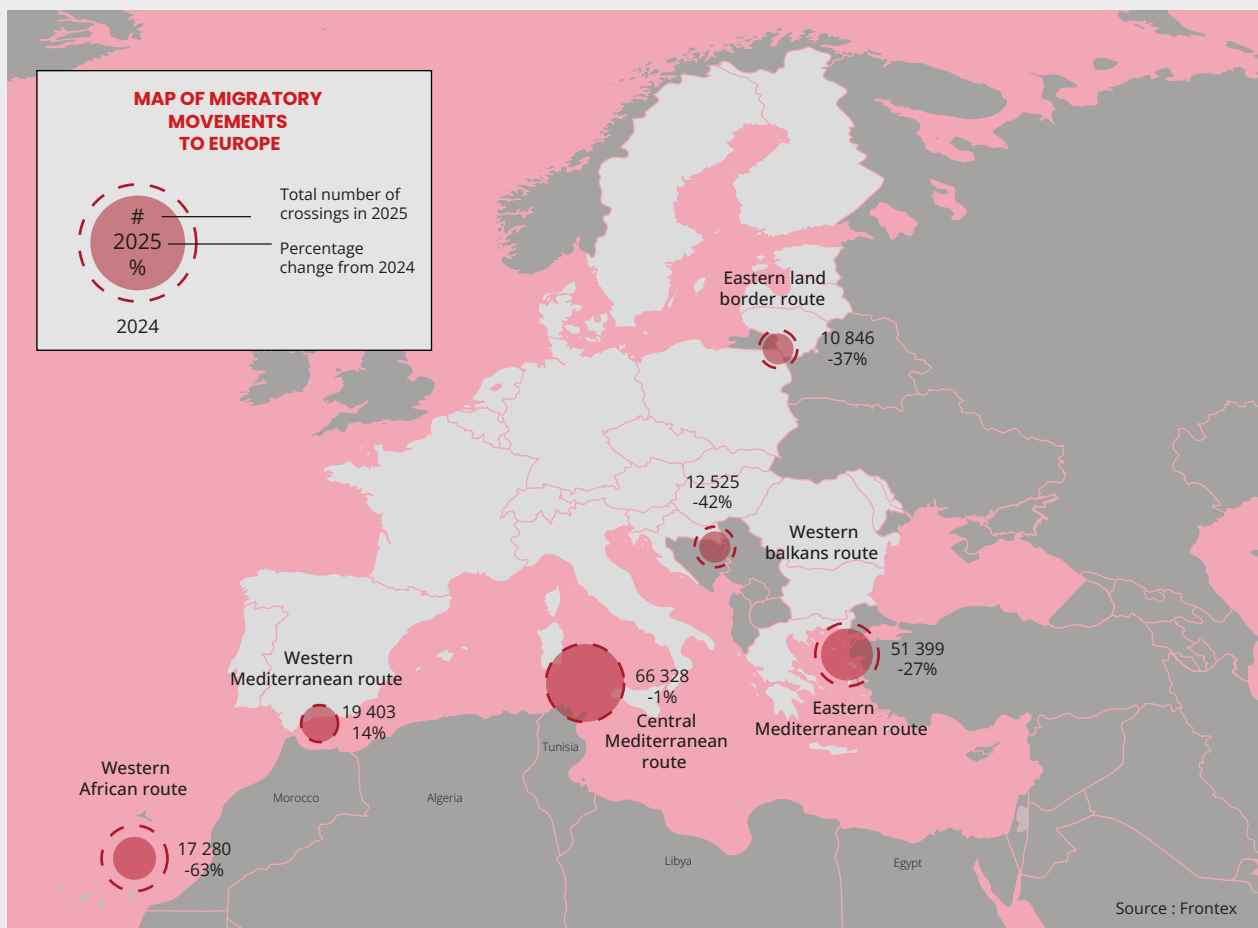 MAP OF MIGRATORY
MOVEMENTS
TO EUROPE
#
2025
%
Total number of
crossings in 2025
Percentage
change from 2024
2024
Eastern land
border route
10 846
-37%
12 525
-42%
Western
balkans route
51 399
-27%
Eastern
Mediterranean route
66 328
-1%
Central
Mediterranean
route
Western
Mediterranean route
19 403
14%
Western
African route
17 280
-63%
Morocco
Algeria
Tunisia
Libya
Egypt
Source : Frontex